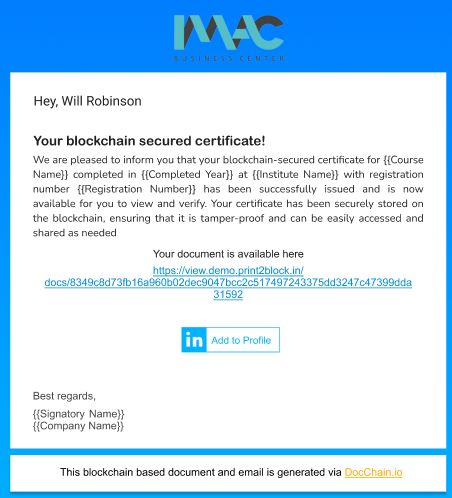 IMAC
BUSINESS CENTER
Hey, Will Robinson
Your blockchain secured certificate!
We are pleased to inform you that your blockchain-secured certificate for {{Course
Name}} completed in {{Completed Year}} at {{Institute Name}} with registration
number {{Registration Number}} has been successfully issued and is now
available for you to view and verify. Your certificate has been securely stored on
the blockchain, ensuring that it is tamper-proof and can be easily accessed and
shared as needed
Your document is available here
https://view.demo.print2block.in/
docs/8349c8d73fb16a960b02dec9047bcc2c517497243375dd3247c47399dda
31592
in Add to Profile
Best regards,
{{Signatory Name}}
{{Company Name}}
This blockchain based document and email is generated via DocChain.io